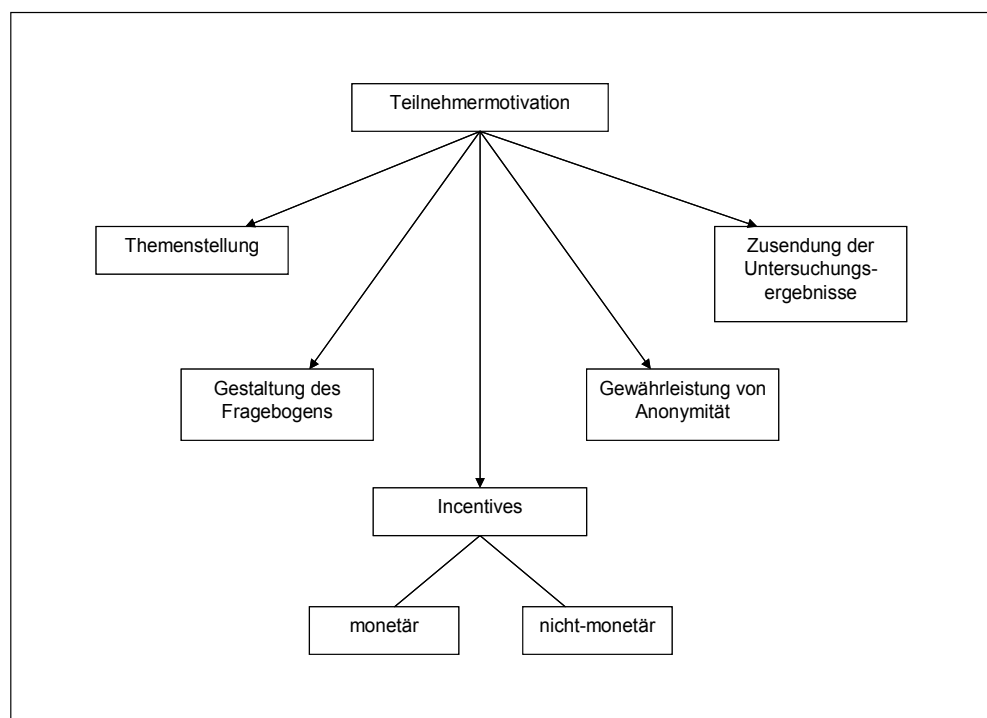 Teilnehmermotivation
Themenstellung
Zusendung der
Untersuchungs-
ergebnisse
Gestaltung des
Fragebogens
Gewährleistung von
Anonymität
Incentives
monetär
nicht-monetär